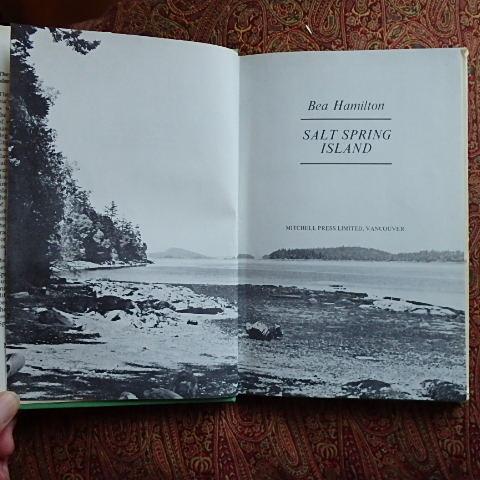 Bea Hamilton
SALT SPRING
ISLAND
MITCHELL PRESS LIMITED, VANCOUVER